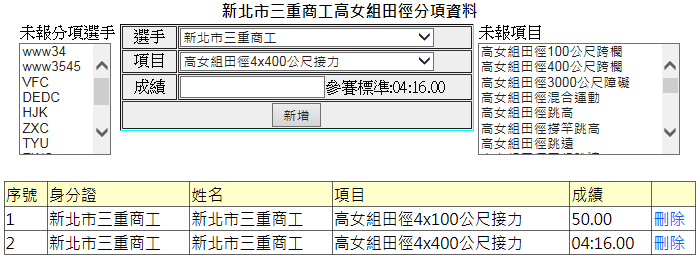 新北市三重商工高女組田徑分項資料
未報分項選手
www34
www3545
VFC
DEDC
HJK
ZXC
TYU
選手 新北市三重商工
項目 高女組田徑4x400公尺接力
成績 參賽標準:04:16.00
新增
未報項目
高女組田徑100公尺跨欄
高女組田徑400公尺跨欄
高女組田徑3000公尺障礙
高女組田徑混合運動
高女組田徑跳高
高女組田徑撐竿跳高
高女組田徑跳遠
序號 身分證 姓名 項目 成績
1 新北市三重商工 新北市三重商工 高女組田徑4x100公尺接力 50.00 刪除
2 新北市三重商工 新北市三重商工 高女組田徑4x400公尺接力 04:16.00 刪除